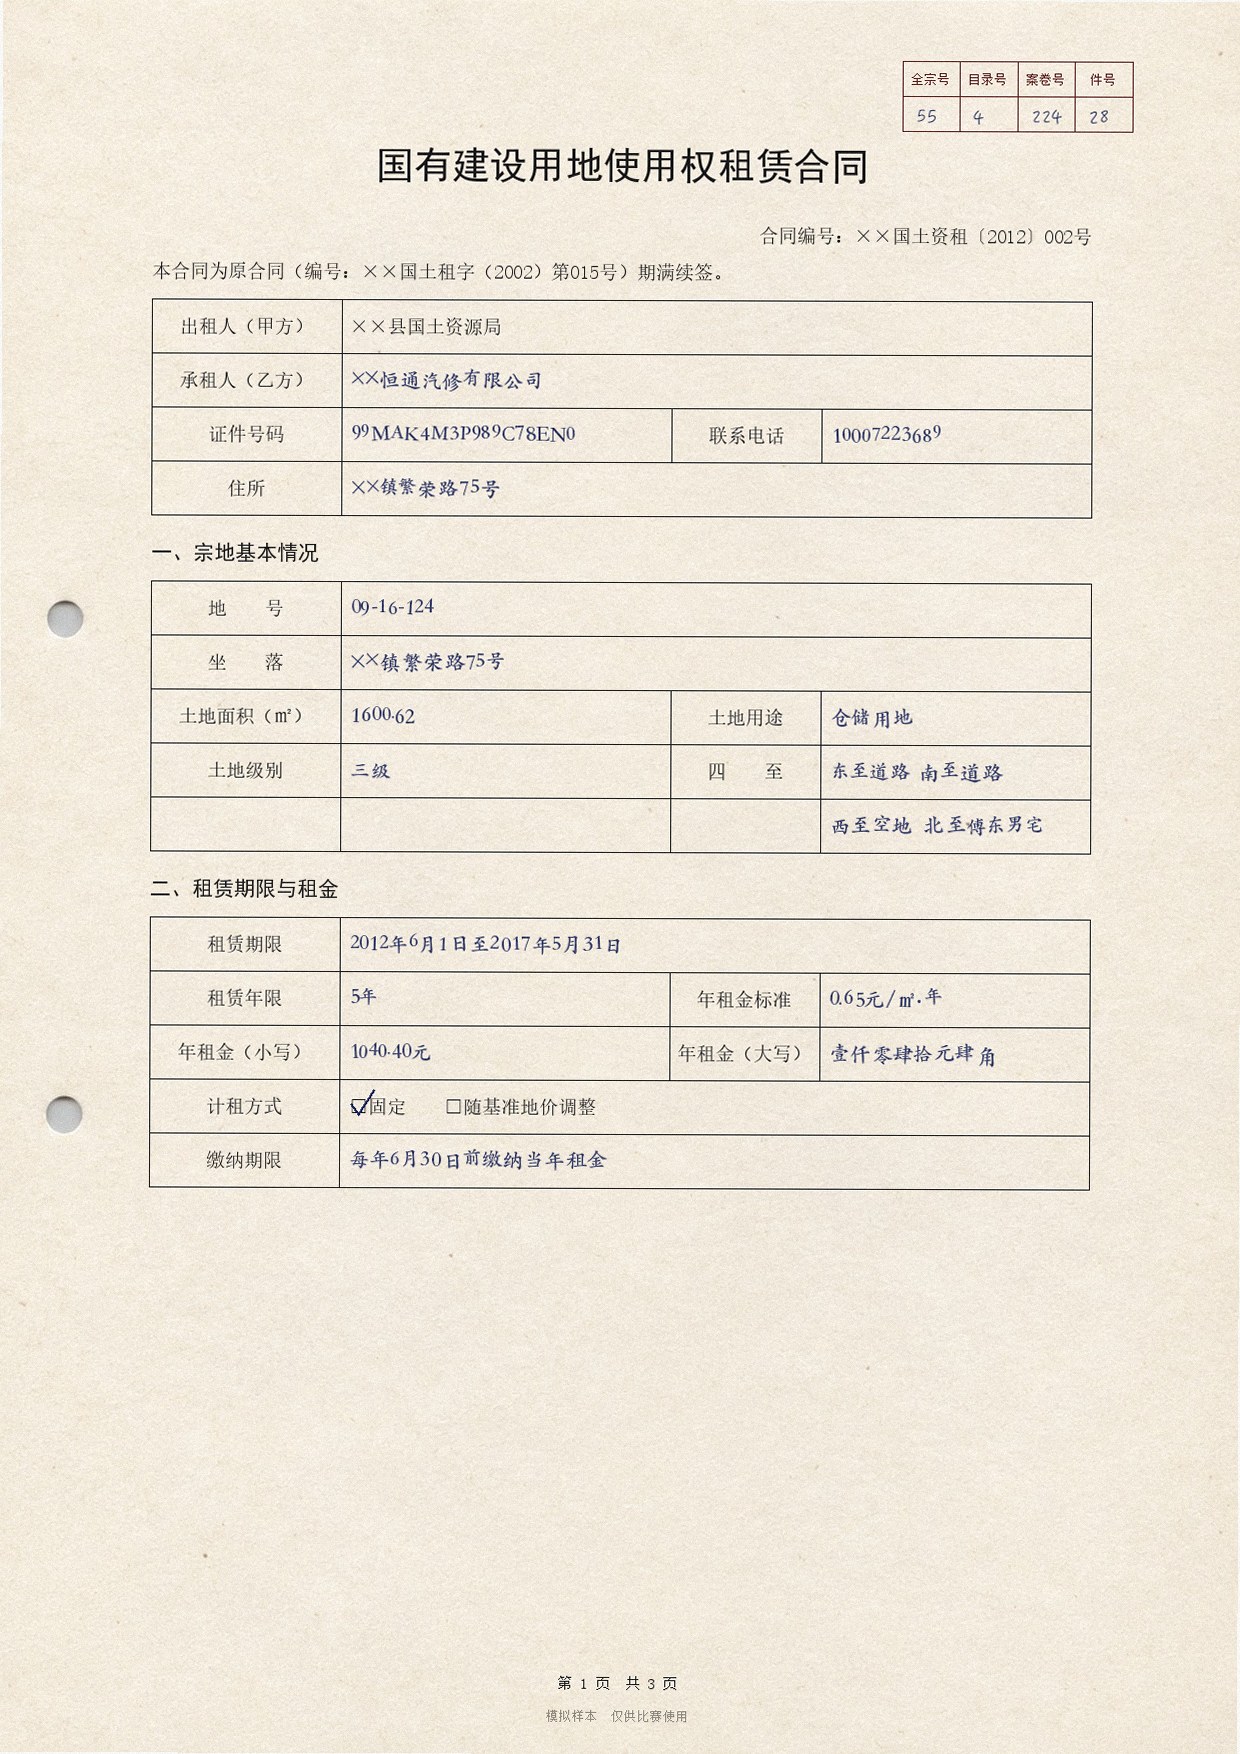 全宗号 目录号 案卷号 件号
55 4 224 28
国有建设用地使用权租赁合同
合同编号：××国土资租〔2012〕002号
本合同为原合同（编号：××国土租字（2002）第015号）期满续签。
出租人（甲方） ××县国土资源局
承租人（乙方） ××恒通汽修有限公司
证件号码 99MAK4M3P989C78EN0 联系电话 10007223689
住所 ××镇繁荣路75号
一、宗地基本情况
地 号 09-16-124
坐 落 ××镇繁荣路75号
土地面积（㎡） 1600.62 土地用途 仓储用地
土地级别 三级 四 至 东至道路 南至道路
西至空地 北至傅东男宅
二、租赁期限与租金
租赁期限 2012年6月1日至2017年5月31日
租赁年限 5年 年租金标准 0.65元/㎡·年
年租金（小写） 1040.40元 年租金（大写） 壹仟零肆拾元肆角
计租方式 ☑固定 □随基准地价调整
缴纳期限 每年6月30日前缴纳当年租金
第 1 页 共 3 页
模拟样本 仅供比赛使用